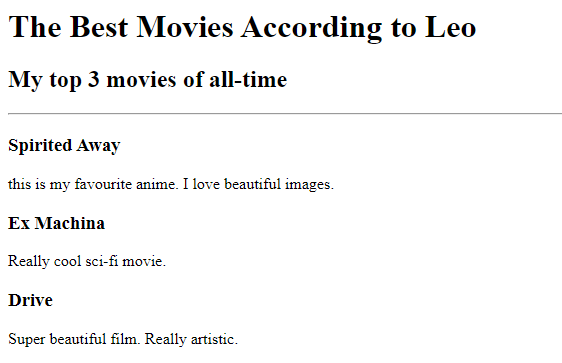 The Best Movies According to Leo
My top 3 movies of all-time
Spirited Away
this is my favourite anime. I love beautiful images.
Ex Machina
Really cool sci-fi movie.
Drive
Super beautiful film. Really artistic.